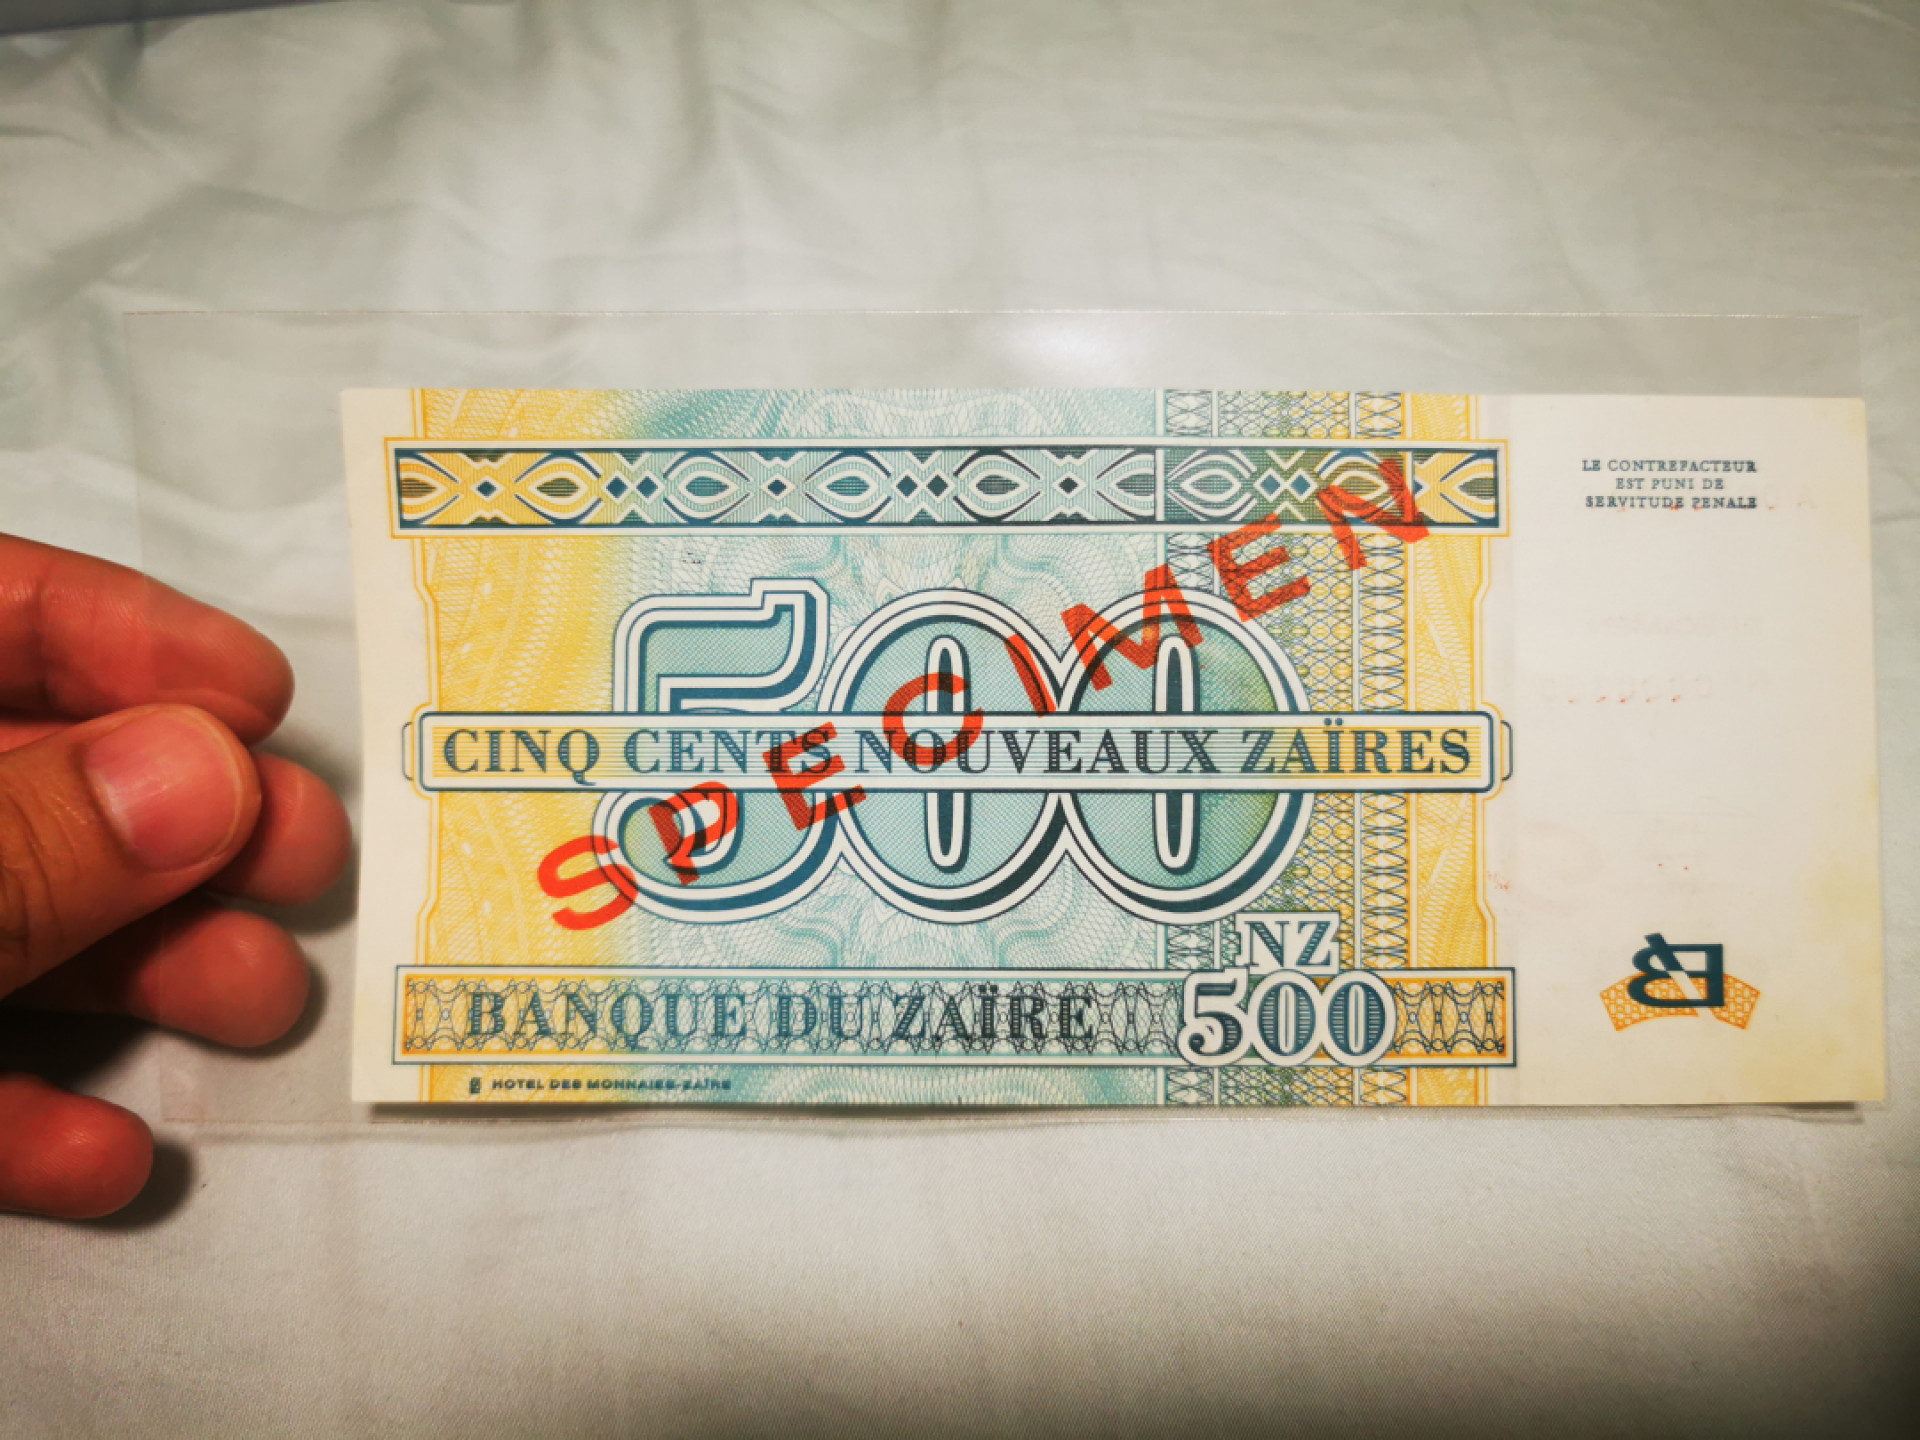 LE CONTREFACTEUR
EST PUNI DE
SERVITUDE PENALE
500
CINQ CENTS NOUVEAUX ZAÏRES
SPECIMEN
NZ
BANQUE DU ZAÏRE 500
HOTEL DES MONNAIES-ZAÏRE